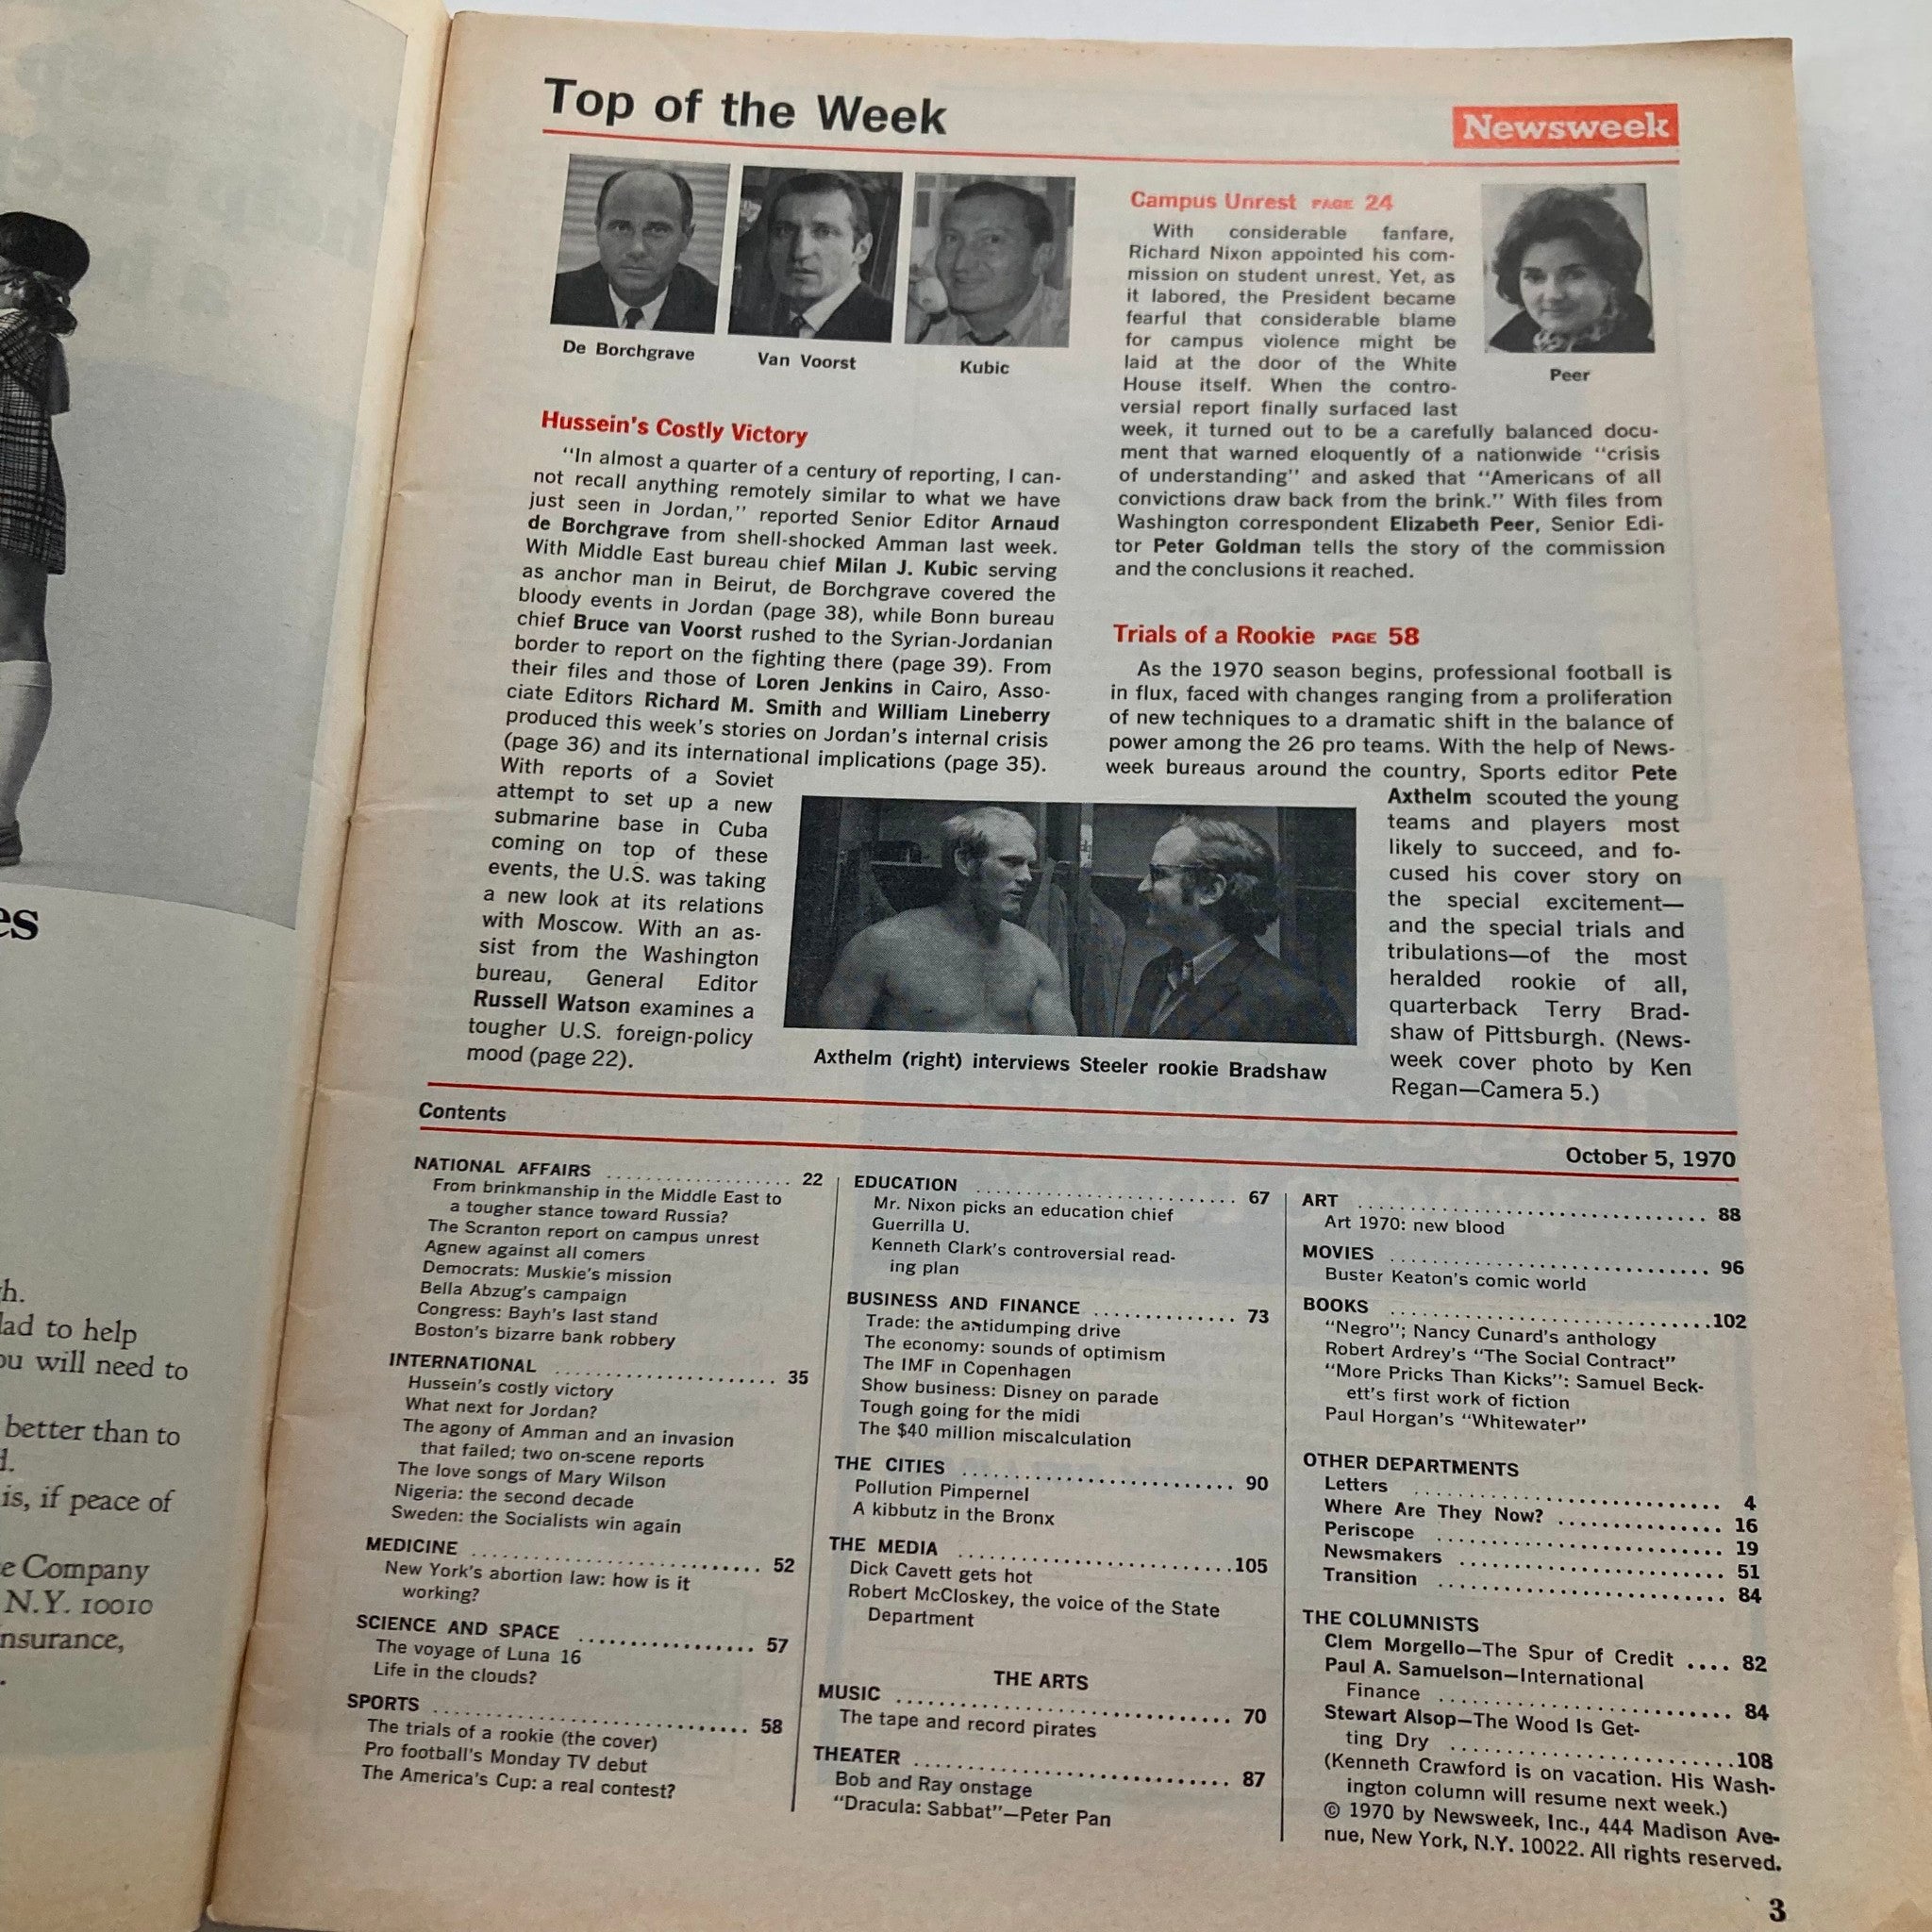 es
h.
lad to help
ou will need to
better than to
d.
is, if peace of
e Company
N.Y. 10010
nsurance,
Top of the Week
Newsweek
De Borchgrave
Van Voorst
Kubic
Hussein's Costly Victory
"In almost a quarter of a century of reporting, I can-
not recall anything remotely similar to what we have
just seen in Jordan," reported Senior Editor Arnaud
de Borchgrave from shell-shocked Amman last week.
With Middle East bureau chief Milan J. Kubic serving
as anchor man in Beirut, de Borchgrave covered the
bloody events in Jordan (page 38), while Bonn bureau
chief Bruce van Voorst rushed to the Syrian-Jordanian
border to report on the fighting there (page 39). From
their files and those of Loren Jenkins in Cairo, Asso-
ciate Editors Richard M. Smith and William Lineberry
produced this week's stories on Jordan's internal crisis
(page 36) and its international implications (page 35).
With reports of a Soviet
attempt to set up a new
submarine base in Cuba
coming on top of these
events, the U.S. was taking
a new look at its relations
with Moscow. With an as-
sist from the Washington
bureau, General Editor
Russell Watson examines a
tougher U.S. foreign-policy
mood (page 22).
Campus Unrest PAGE 24
With considerable fanfare,
Richard Nixon appointed his com-
mission on student unrest. Yet, as
it labored, the President became
fearful that considerable blame
for campus violence might be
laid at the door of the White
House itself. When the contro-
versial report finally surfaced last
week, it turned out to be a carefully balanced docu-
ment that warned eloquently of a nationwide "crisis
of understanding" and asked that "Americans of all
convictions draw back from the brink." With files from
Washington correspondent Elizabeth Peer, Senior Edi-
tor Peter Goldman tells the story of the commission
and the conclusions it reached.
Peer
Trials of a Rookie PAGE 58
As the 1970 season begins, professional football is
in flux, faced with changes ranging from a proliferation
of new techniques to a dramatic shift in the balance of
power among the 26 pro teams. With the help of News-
week bureaus around the country, Sports editor Pete
Axthelm scouted the young
teams and players most
likely to succeed, and fo-
cused his cover story on
the special excitement—
and the special trials and
tribulations—of the most
heralded rookie of all,
quarterback Terry Brad-
shaw of Pittsburgh. (News-
week cover photo by Ken
Regan—Camera 5.)
Axthelm (right) interviews Steeler rookie Bradshaw
Contents
October 5, 1970
NATIONAL AFFAIRS .................... 22
From brinkmanship in the Middle East to
a tougher stance toward Russia?
The Scranton report on campus unrest
Agnew against all comers
Democrats: Muskie's mission
Bella Abzug's campaign
Congress: Bayh's last stand
Boston's bizarre bank robbery
INTERNATIONAL ........................ 35
Hussein's costly victory
What next for Jordan?
The agony of Amman and an invasion
that failed; two on-scene reports
The love songs of Mary Wilson
Nigeria: the second decade
Sweden: the Socialists win again
MEDICINE ................................ 52
New York's abortion law: how is it
working?
SCIENCE AND SPACE .................. 57
The voyage of Luna 16
Life in the clouds?
SPORTS ................................. 58
The trials of a rookie (the cover)
Pro football's Monday TV debut
The America's Cup: a real contest?
EDUCATION ............................. 67
Mr. Nixon picks an education chief
Guerrilla U.
Kenneth Clark's controversial read-
ing plan
BUSINESS AND FINANCE .............. 73
Trade: the antidumping drive
The economy: sounds of optimism
The IMF in Copenhagen
Show business: Disney on parade
Tough going for the midi
The $40 million miscalculation
THE CITIES ............................. 90
Pollution Pimpernel
A kibbutz in the Bronx
THE MEDIA ............................ 105
Dick Cavett gets hot
Robert McCloskey, the voice of the State
Department
THE ARTS
MUSIC ................................... 70
The tape and record pirates
THEATER ................................ 87
Bob and Ray onstage
"Dracula: Sabbat"—Peter Pan
ART ...................................... 88
Art 1970: new blood
MOVIES ................................. 96
Buster Keaton's comic world
BOOKS ................................. 102
"Negro"; Nancy Cunard's anthology
Robert Ardrey's "The Social Contract"
"More Pricks Than Kicks": Samuel Beck-
ett's first work of fiction
Paul Horgan's "Whitewater"
OTHER DEPARTMENTS
Letters ................................. 4
Where Are They Now? ................ 16
Periscope .............................. 19
Newsmakers ........................... 51
Transition .............................. 84
THE COLUMNISTS
Clem Morgello—The Spur of Credit .... 82
Paul A. Samuelson—International
Finance ............................... 84
Stewart Alsop—The Wood Is Get-
ting Dry ............................. 108
(Kenneth Crawford is on vacation. His Wash-
ington column will resume next week.)
© 1970 by Newsweek, Inc., 444 Madison Ave-
nue, New York, N.Y. 10022. All rights reserved.
3